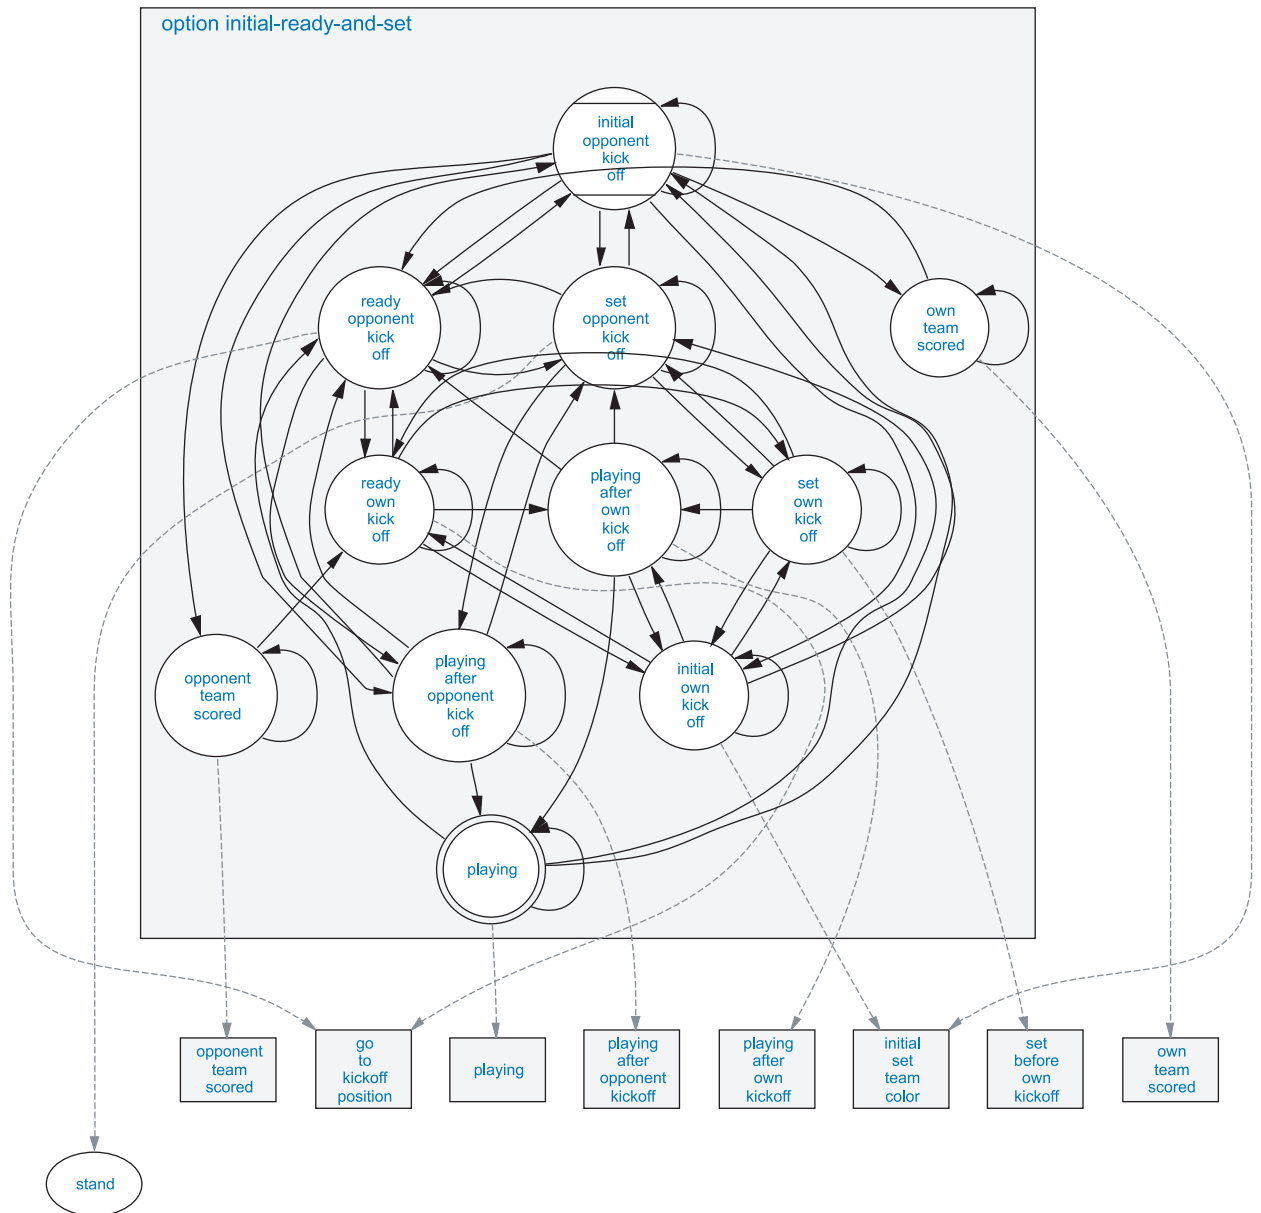 option initial-ready-and-set
initial
opponent
kick
off
ready
opponent
kick
off
set
opponent
kick
off
own
team
scored
ready
own
kick
off
playing
after
own
kick
off
set
own
kick
off
opponent
team
scored
playing
after
opponent
kick
off
initial
own
kick
off
playing
opponent
team
scored
go
to
kickoff
position
playing
playing
after
opponent
kickoff
playing
after
own
kickoff
initial
set
team
color
set
before
own
kickoff
own
team
scored
stand